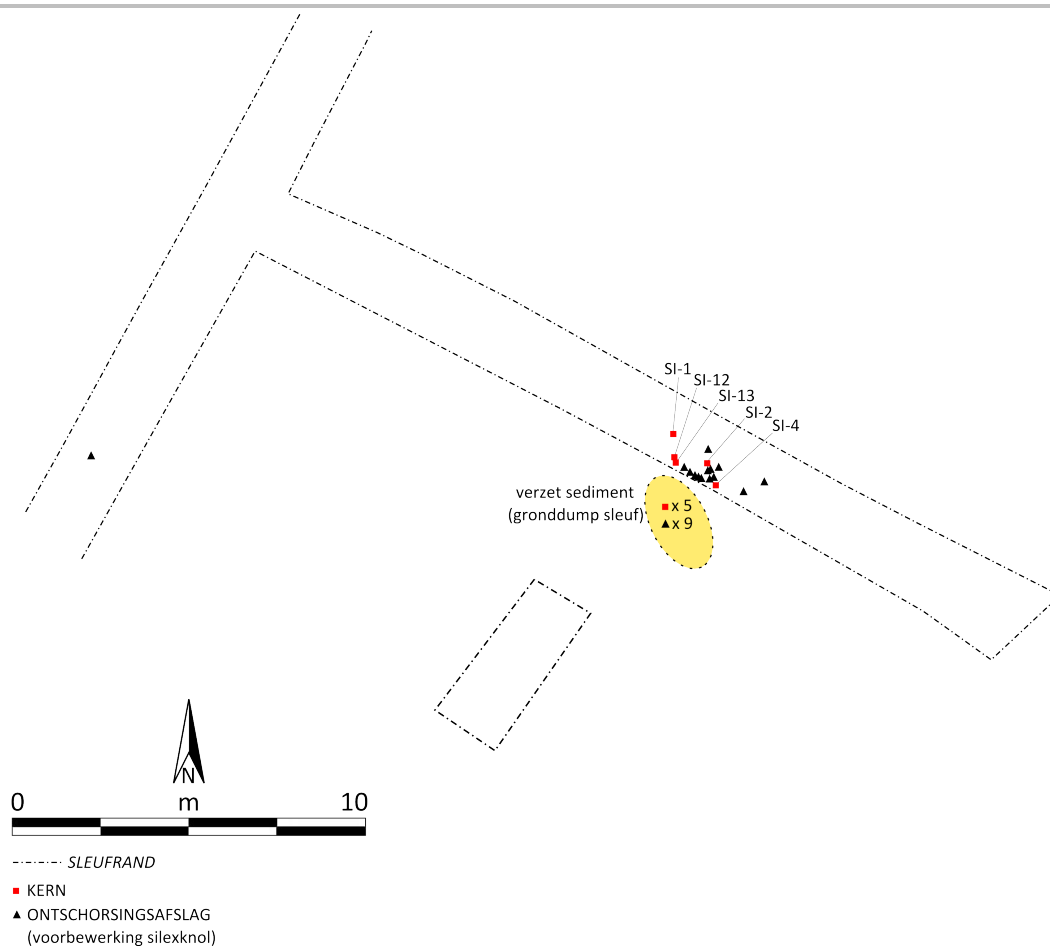 SI-1
SI-12
SI-13
SI-2
SI-4
verzet sediment
(gronddump sleuf)
x 5
x 9
N
0 m 10
SLEUFRAND
KERN
ONTSCHORSINGSAFSLAG
(voorbewerking silexknol)